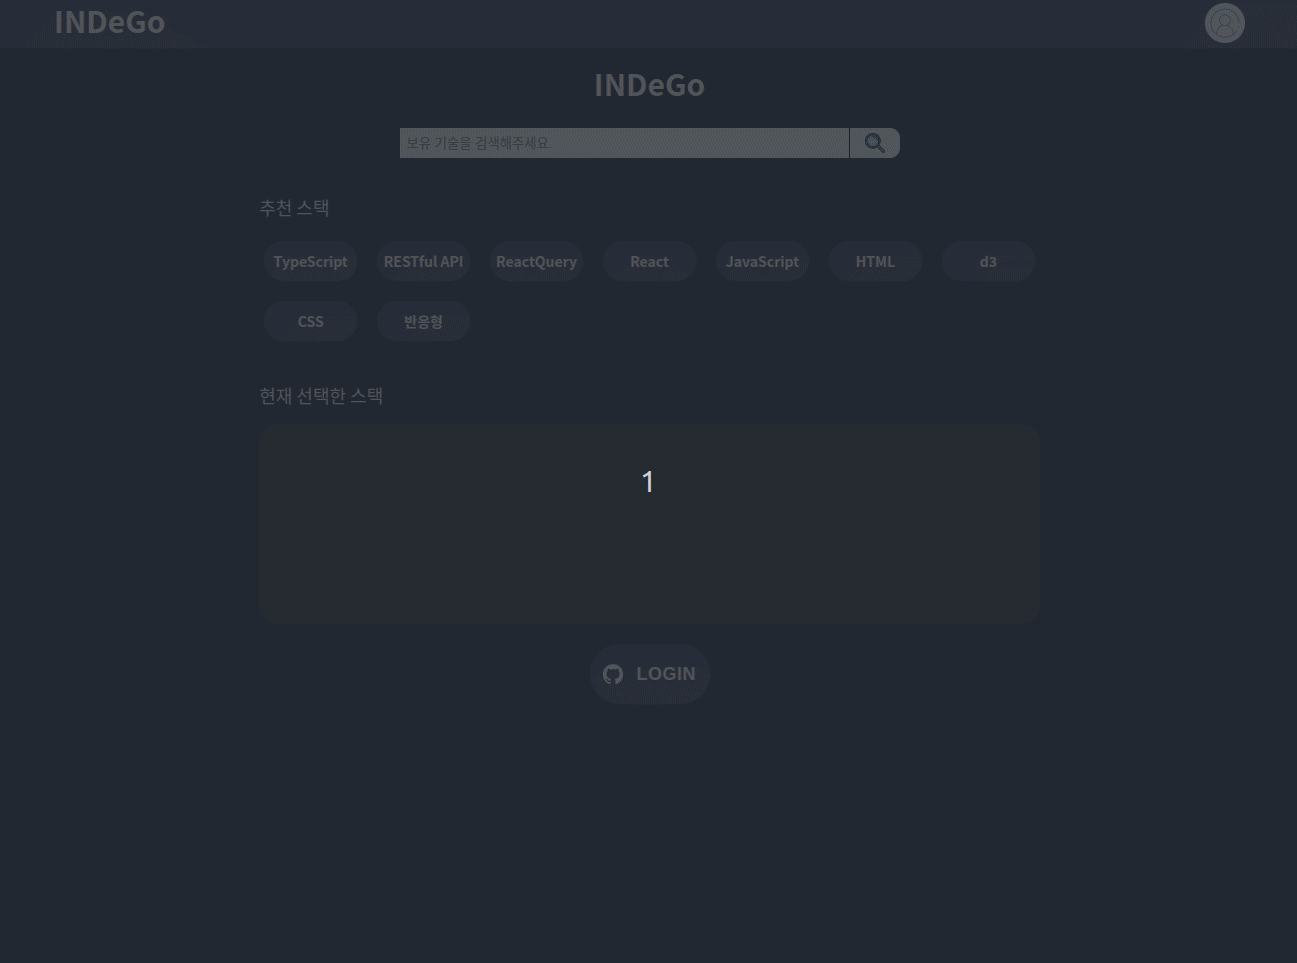 INDeGo
INDeGo
보유 기술을 검색해주세요.
추천 스택
TypeScript RESTful API ReactQuery React JavaScript HTML d3
CSS 반응형
현재 선택한 스택
1
LOGIN